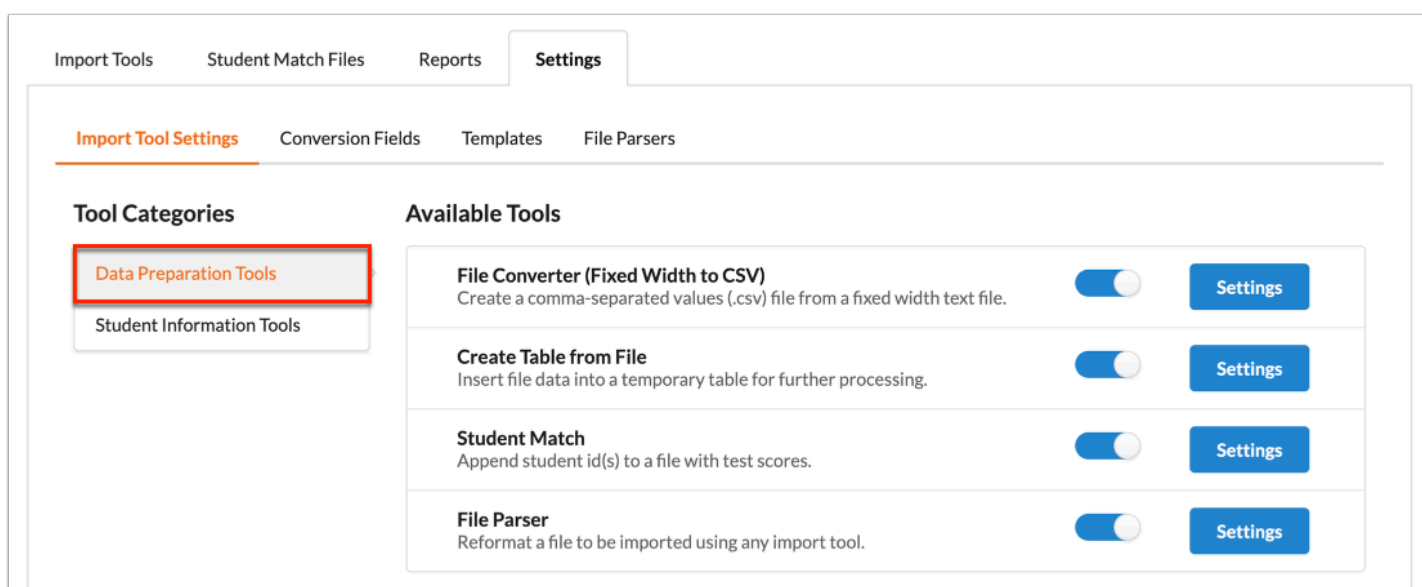 Import Tools Student Match Files Reports Settings
Import Tool Settings Conversion Fields Templates File Parsers
Tool Categories
Data Preparation Tools
Student Information Tools
Available Tools
File Converter (Fixed Width to CSV)
Create a comma-separated values (.csv) file from a fixed width text file.
Settings
Create Table from File
Insert file data into a temporary table for further processing.
Settings
Student Match
Append student id(s) to a file with test scores.
Settings
File Parser
Reformat a file to be imported using any import tool.
Settings